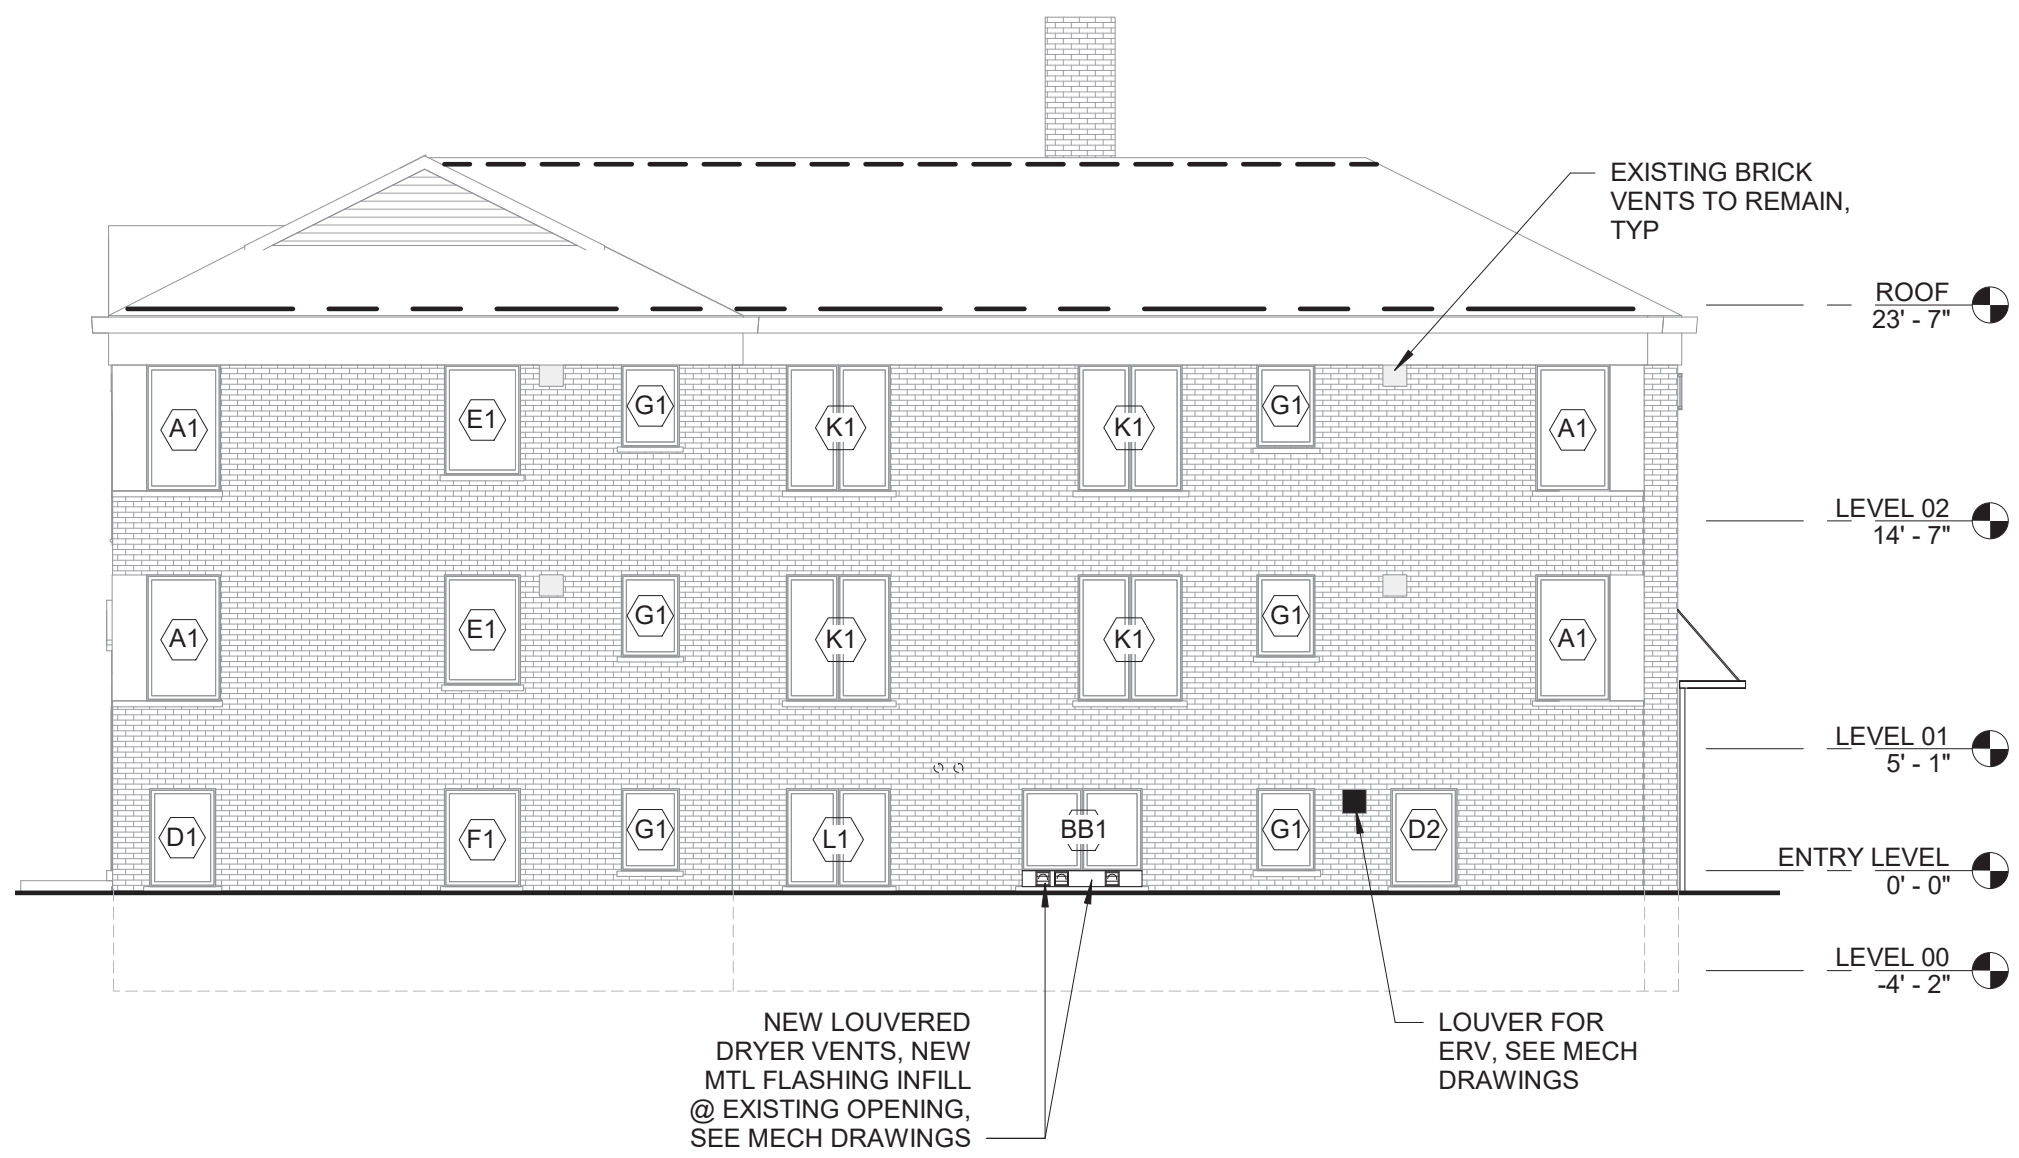 EXISTING BRICK
VENTS TO REMAIN,
TYP
ROOF
23' - 7"
A1
E1
G1
K1
K1
G1
A1
LEVEL 02
14' - 7"
A1
E1
G1
K1
K1
G1
A1
LEVEL 01
5' - 1"
D1
F1
G1
L1
BB1
G1
D2
ENTRY LEVEL
0' - 0"
LEVEL 00
-4' - 2"
NEW LOUVERED
DRYER VENTS, NEW
MTL FLASHING INFILL
@ EXISTING OPENING,
SEE MECH DRAWINGS
LOUVER FOR
ERV, SEE MECH
DRAWINGS